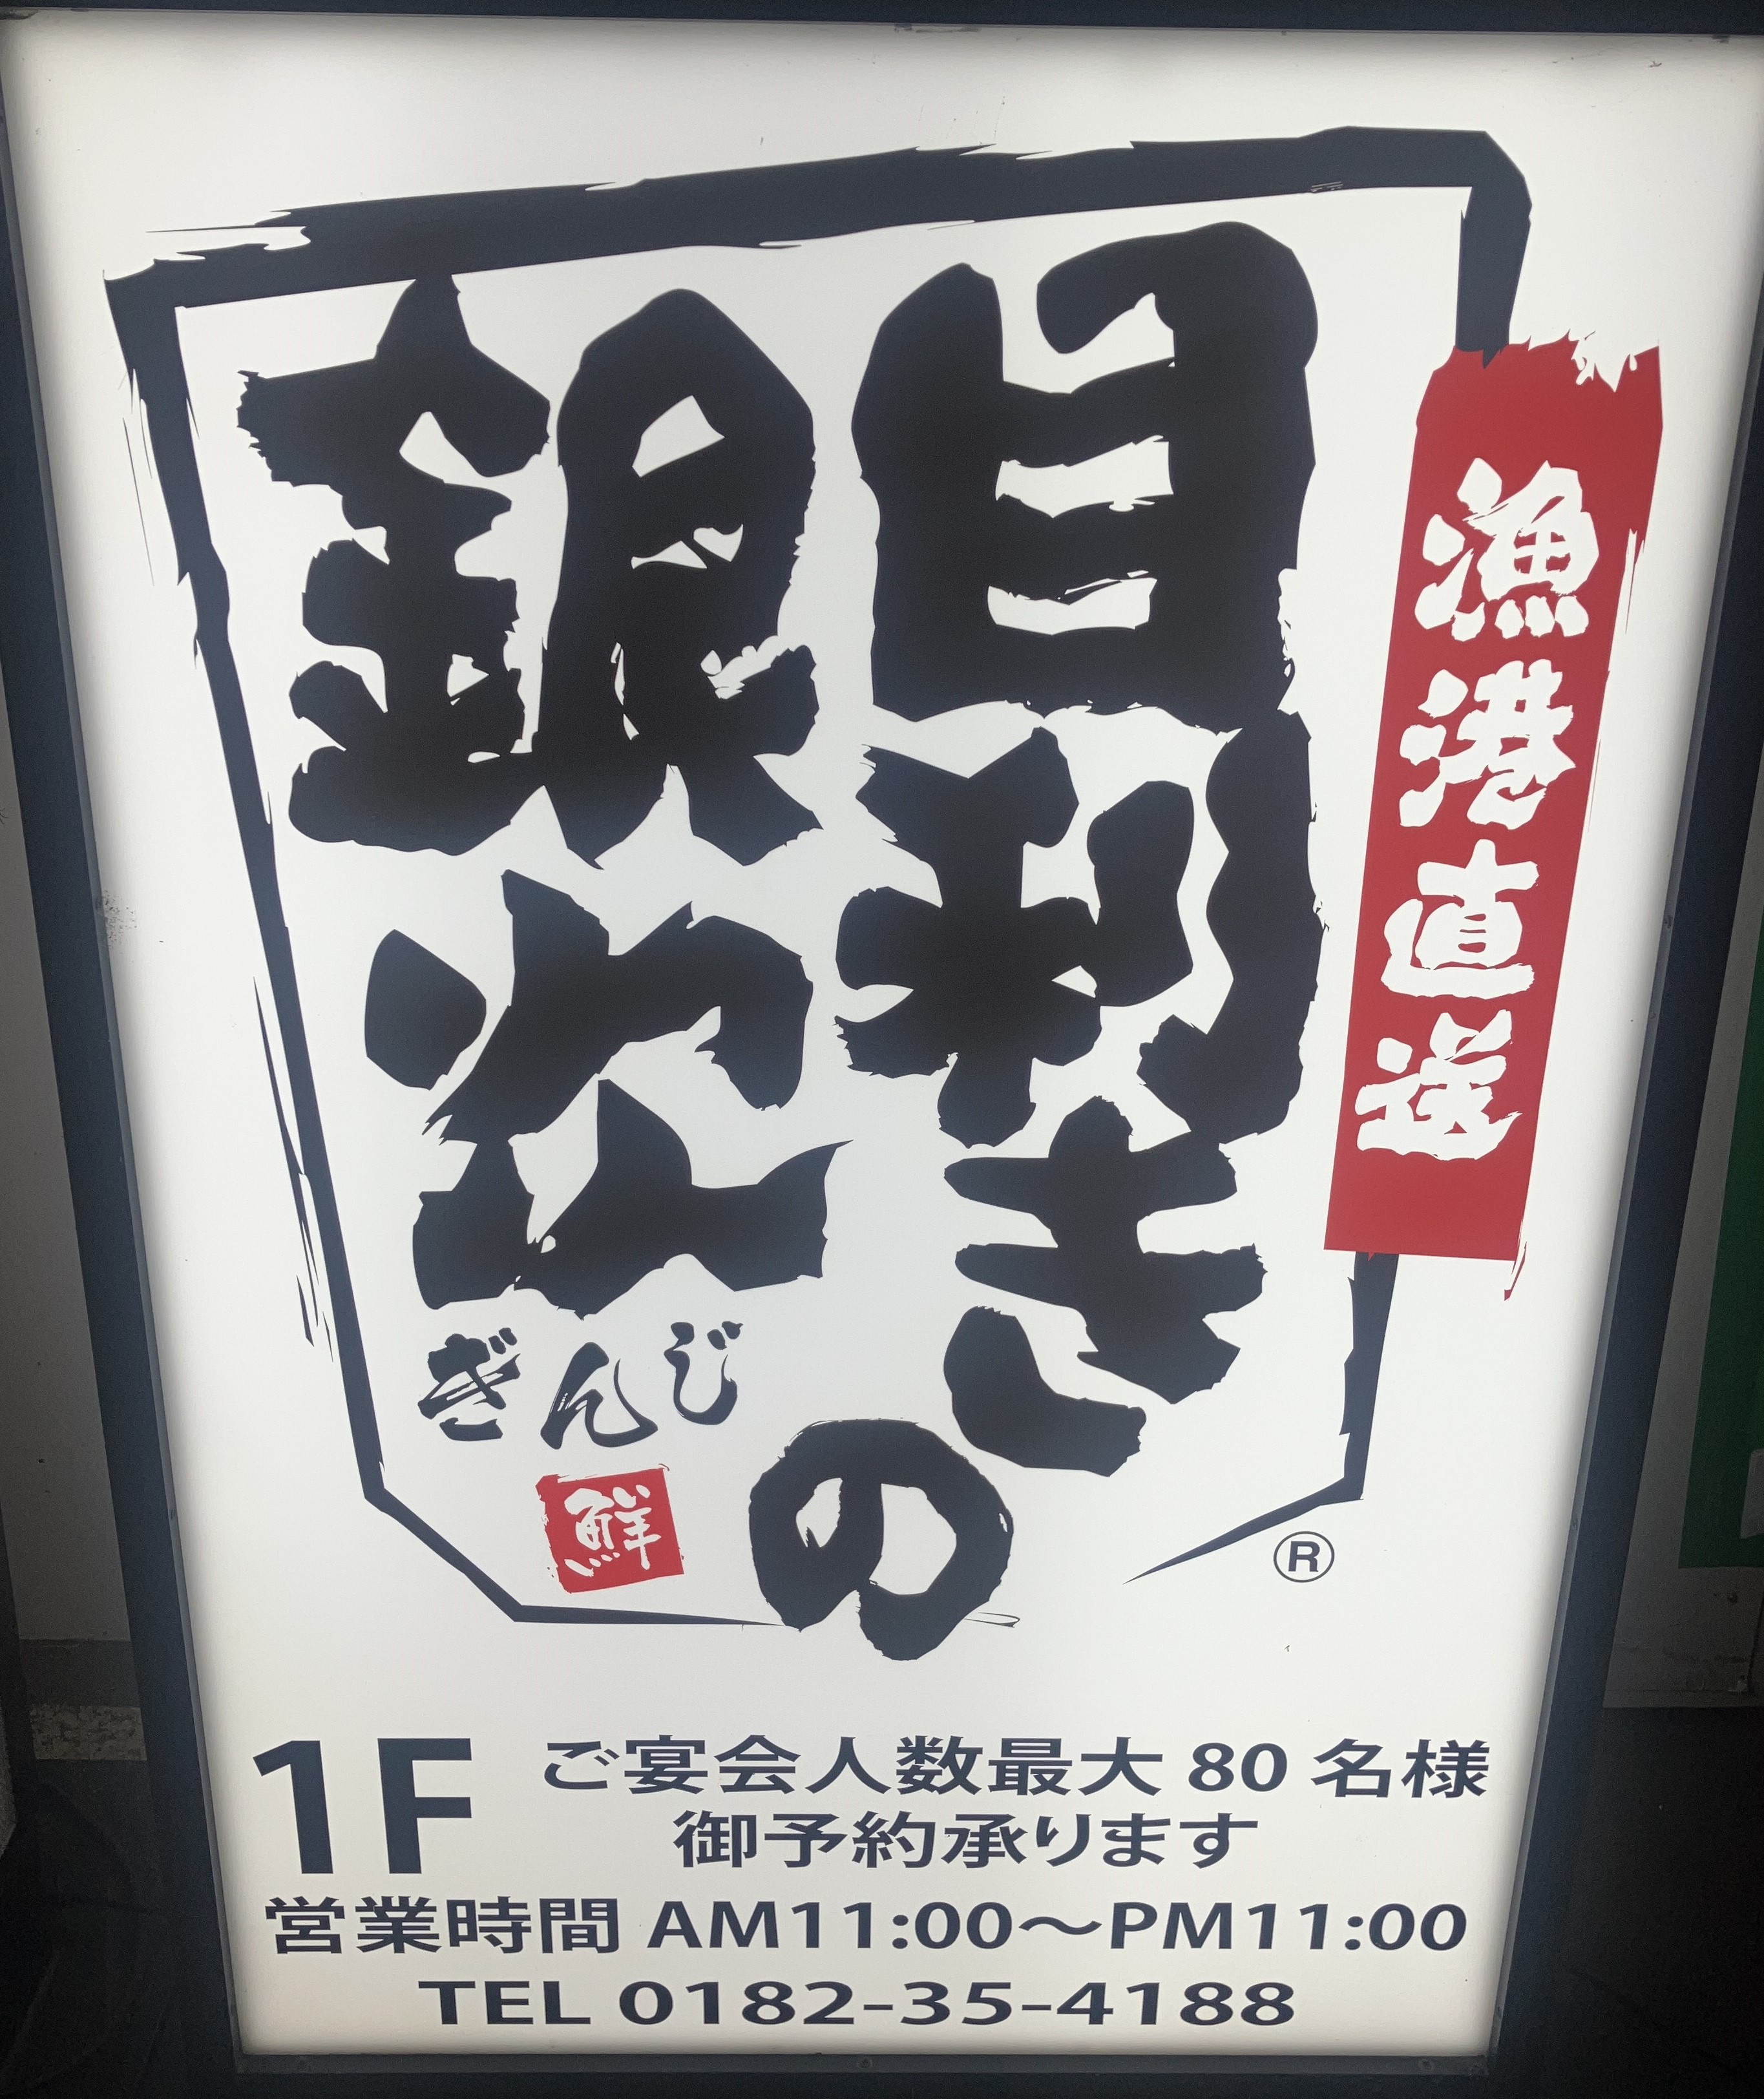 漁港直送
目利きの
銀次
ぎんじ
鮮
®
1F
ご宴会人数最大 80 名様
御予約承ります
営業時間 AM11:00～PM11:00
TEL 0182-35-4188